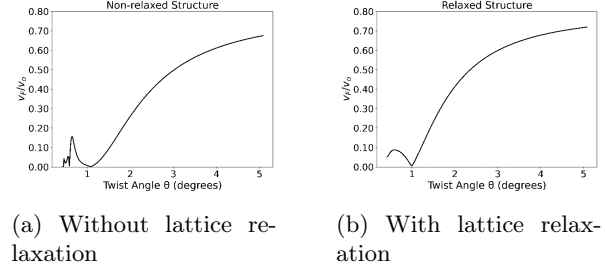 Non-relaxed Structure
0.80
0.70
0.60
0.50
0.40
0.30
0.20
0.10
0.00
v_F/v_o
1 2 3 4 5
Twist Angle θ (degrees)
(a) Without lattice re-
laxation
Relaxed Structure
0.80
0.70
0.60
0.50
0.40
0.30
0.20
0.10
0.00
v_F/v_o
1 2 3 4 5
Twist Angle θ (degrees)
(b) With lattice relax-
ation